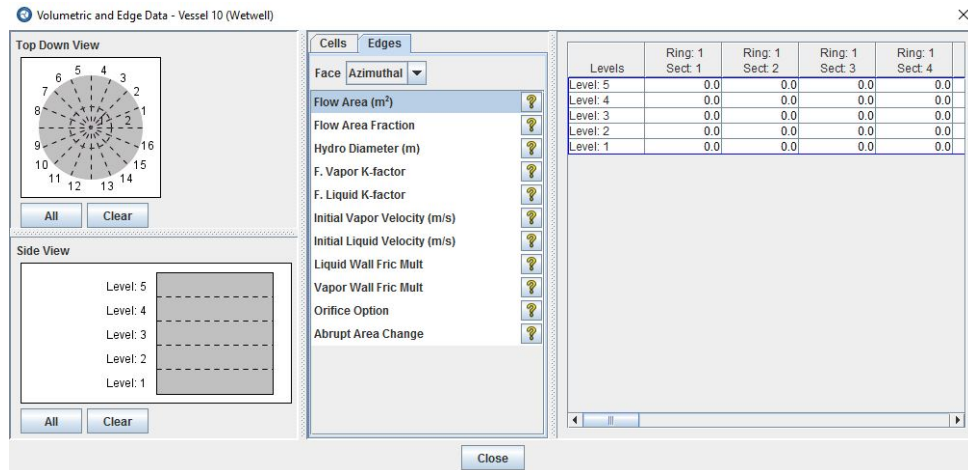 Volumetric and Edge Data - Vessel 10 (Wetwell)
Top Down View
5 4
6 3
7 2
8 1
1 2
9 16
10 15
11 14
12 13
All Clear
Side View
Level: 5
Level: 4
Level: 3
Level: 2
Level: 1
All Clear
Cells Edges
Face Azimuthal
Flow Area (m²) ?
Flow Area Fraction ?
Hydro Diameter (m) ?
F. Vapor K-factor ?
F. Liquid K-factor ?
Initial Vapor Velocity (m/s) ?
Initial Liquid Velocity (m/s) ?
Liquid Wall Fric Mult ?
Vapor Wall Fric Mult ?
Orifice Option ?
Abrupt Area Change ?
Ring: 1 Ring: 1 Ring: 1 Ring: 1
Levels Sect: 1 Sect: 2 Sect: 3 Sect: 4
Level: 5 0.0 0.0 0.0 0.0
Level: 4 0.0 0.0 0.0 0.0
Level: 3 0.0 0.0 0.0 0.0
Level: 2 0.0 0.0 0.0 0.0
Level: 1 0.0 0.0 0.0 0.0
Close